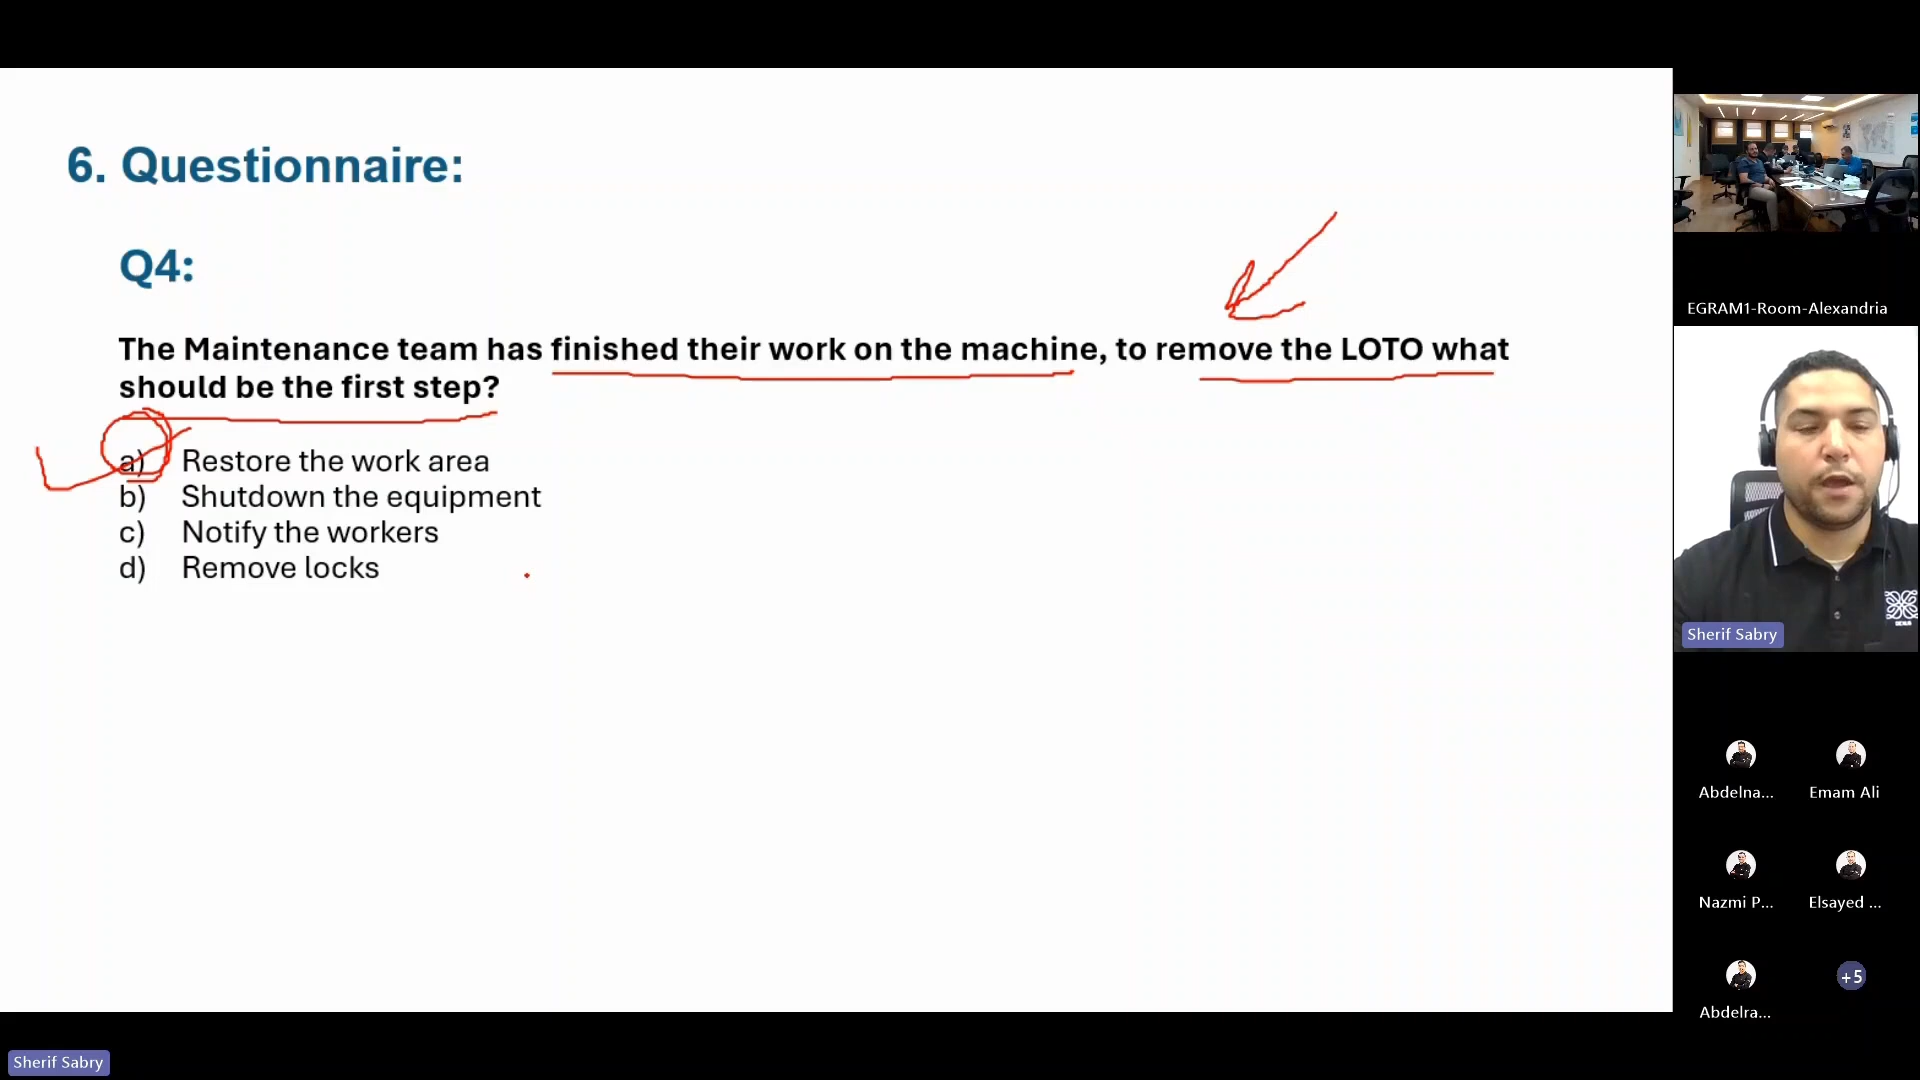 6. Questionnaire:
Q4:
The Maintenance team has finished their work on the machine, to remove the LOTO what
should be the first step?
a) Restore the work area
b) Shutdown the equipment
c) Notify the workers
d) Remove locks
EGRAM1-Room-Alexandria
Sherif Sabry
Abdelna...
Emam Ali
Nazmi P...
Elsayed ...
Abdelra...
+5
Sherif Sabry